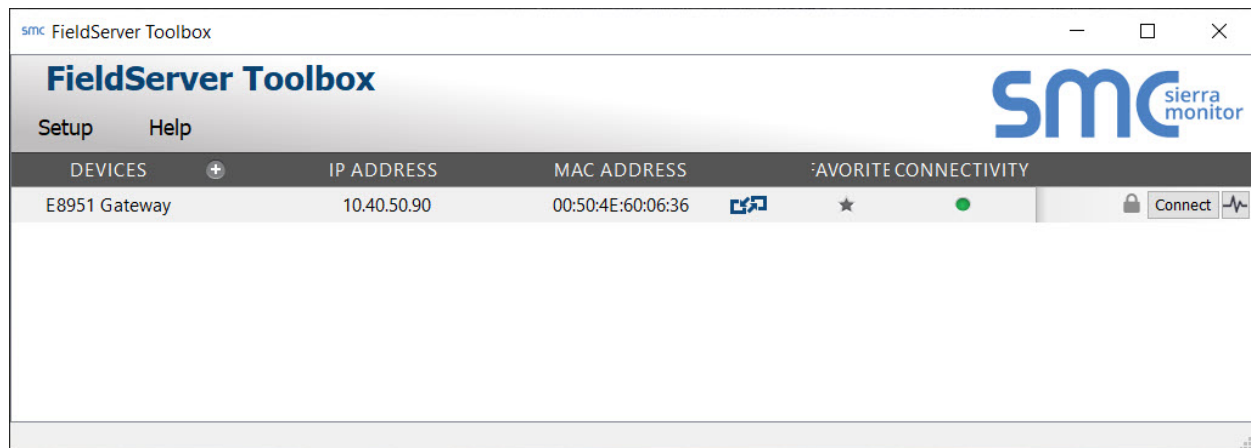 smc FieldServer Toolbox
FieldServer Toolbox
smc sierra monitor
Setup Help
DEVICES IP ADDRESS MAC ADDRESS FAVORITE CONNECTIVITY
E8951 Gateway 10.40.50.90 00:50:4E:60:06:36 Connect